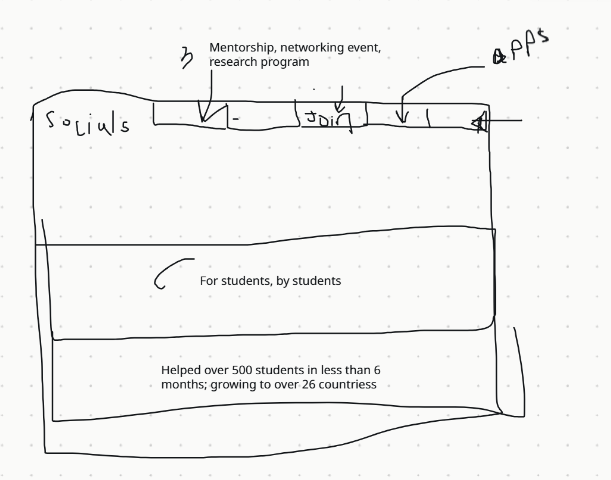 apps
3 Mentorship, networking event,
research program
Socials
Join
For students, by students
Helped over 500 students in less than 6
months; growing to over 26 countriess